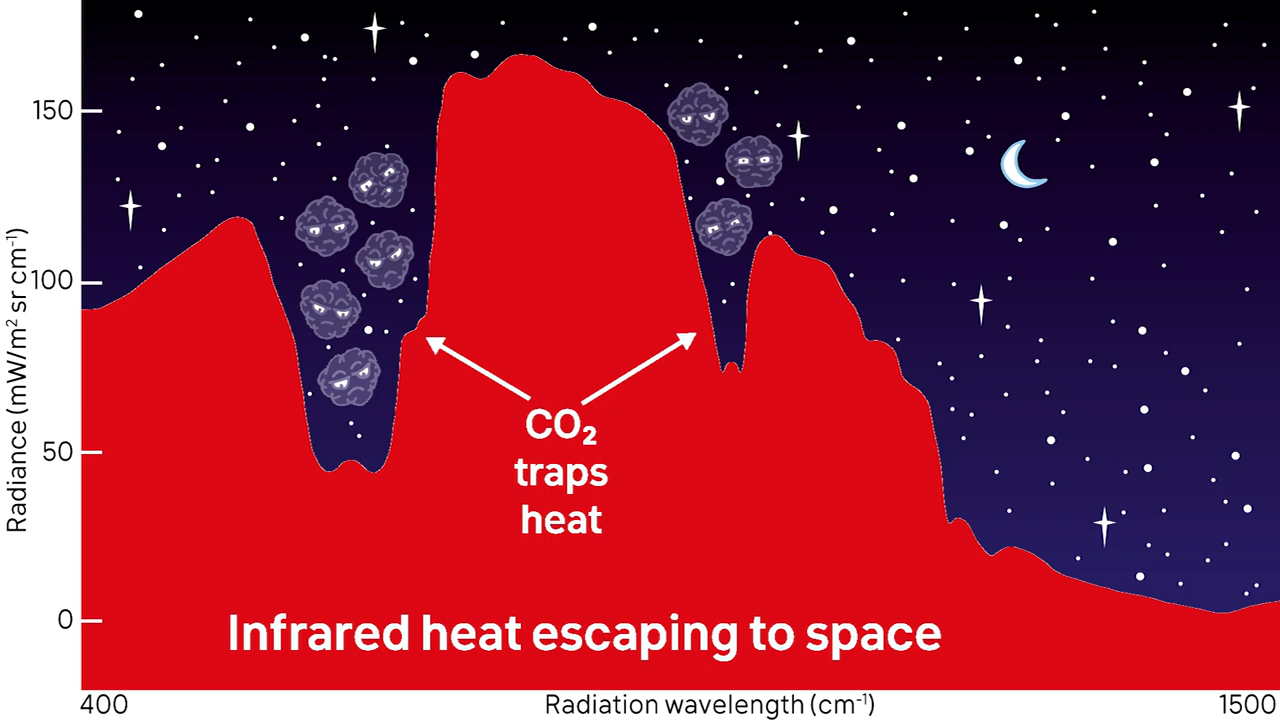 150
100
50
0
Radiance (mW/m² sr cm⁻¹)
CO₂
traps
heat
Infrared heat escaping to space
400
Radiation wavelength (cm⁻¹)
1500